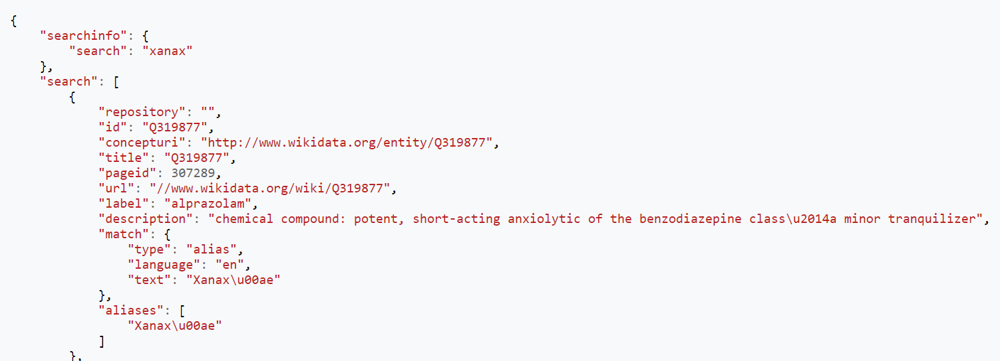 {
    "searchinfo": {
        "search": "xanax"
    },
    "search": [
        {
            "repository": "",
            "id": "Q319877",
            "concepturi": "http://www.wikidata.org/entity/Q319877",
            "title": "Q319877",
            "pageid": 307289,
            "url": "//www.wikidata.org/wiki/Q319877",
            "label": "alprazolam",
            "description": "chemical compound: potent, short-acting anxiolytic of the benzodiazepine class\u2014a minor tranquilizer",
            "match": {
                "type": "alias",
                "language": "en",
                "text": "Xanax\u00ae"
            },
            "aliases": [
                "Xanax\u00ae"
            ]
        },